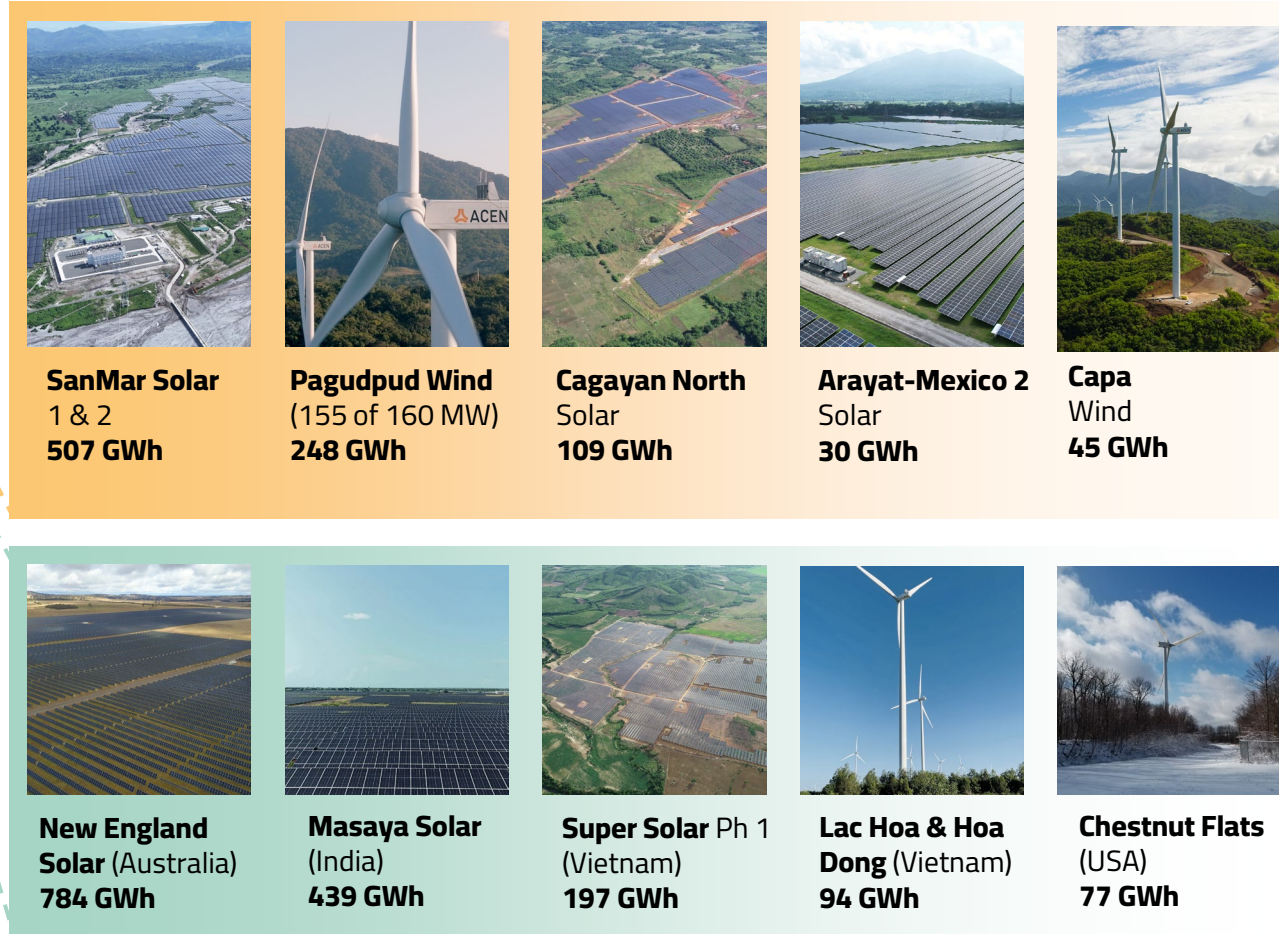 ACEN
ACEN
SanMar Solar
1 & 2
507 GWh
Pagudpud Wind
(155 of 160 MW)
248 GWh
Cagayan North
Solar
109 GWh
Arayat-Mexico 2
Solar
30 GWh
Capa
Wind
45 GWh
New England
Solar (Australia)
784 GWh
Masaya Solar
(India)
439 GWh
Super Solar Ph 1
(Vietnam)
197 GWh
Lac Hoa & Hoa
Dong (Vietnam)
94 GWh
Chestnut Flats
(USA)
77 GWh